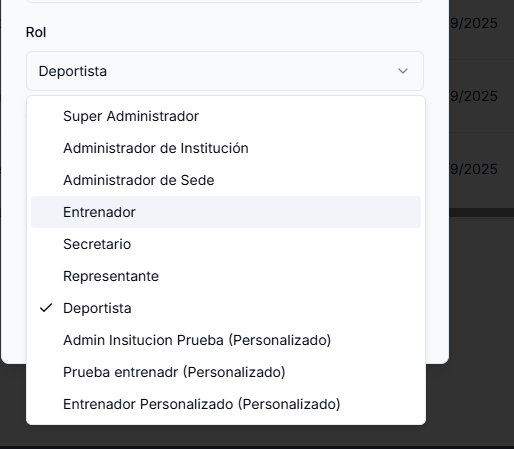 Rol
9/2025
Deportista
Super Administrador
9/2025
Administrador de Institución
Administrador de Sede
9/2025
Entrenador
Secretario
Representante
Deportista
Admin Insitucion Prueba (Personalizado)
Prueba entrenadr (Personalizado)
Entrenador Personalizado (Personalizado)